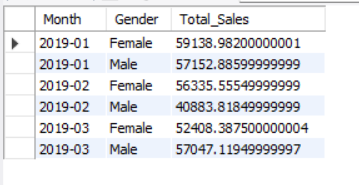 Month Gender Total_Sales
2019-01 Female 59138.98200000001
2019-01 Male 57152.88599999999
2019-02 Female 56335.55549999999
2019-02 Male 40883.81849999999
2019-03 Female 52408.387500000004
2019-03 Male 57047.11949999997